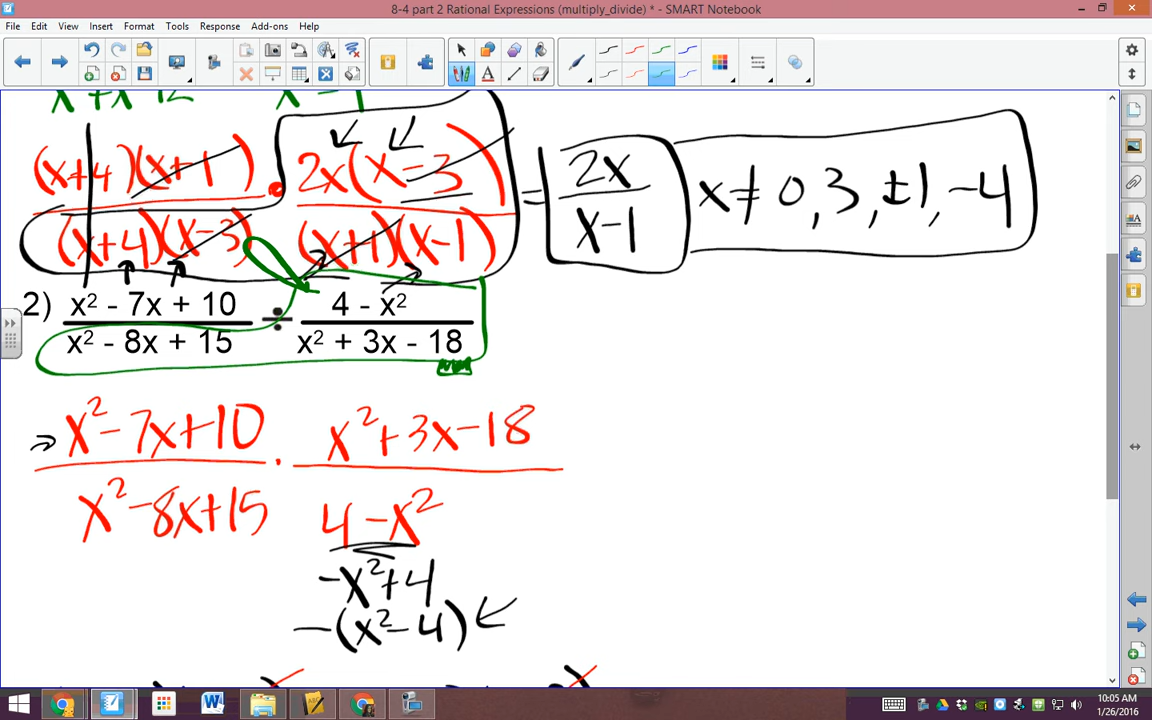 8-4 part 2 Rational Expressions (multiply_divide) * - SMART Notebook
File Edit View Insert Format Tools Response Add-ons Help
(x+4)(x+1) · 2x(x-3)
(x+4)(x-3) (x+1)(x-1)
= 2x
x-1
x≠0,3,±1,-4
2) x² - 7x + 10 ÷ 4 - x²
x² - 8x + 15 x² + 3x - 18
x²-7x+10 · x²+3x-18
x²-8x+15 4-x²
-x²+4
-(x²-4)
10:05 AM
1/26/2016